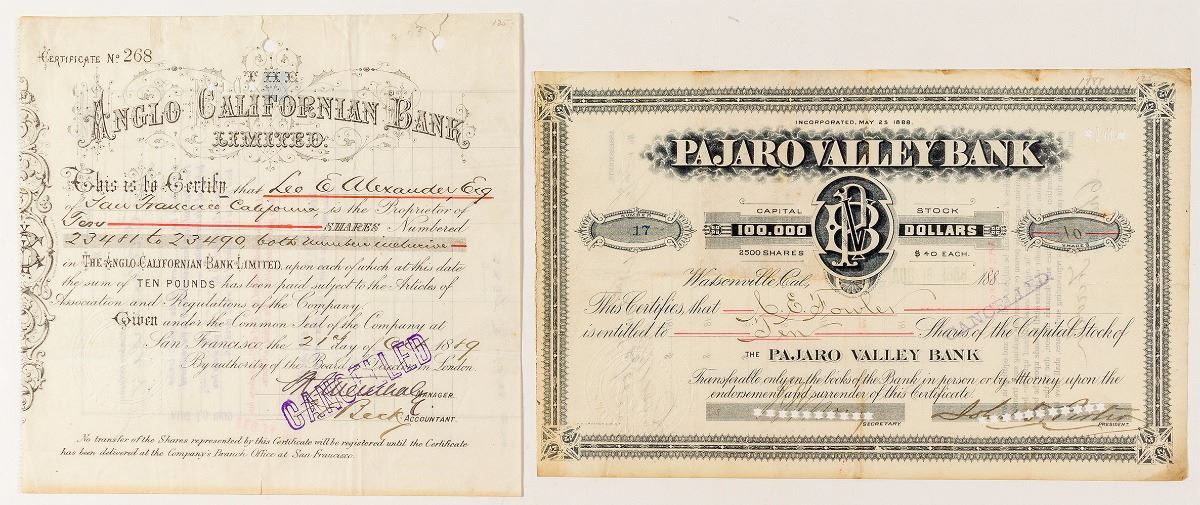 CERTIFICATE No 268
THE
ANGLO CALIFORNIAN BANK
LIMITED.
This is to Certify that Leo E Alexander, Esq
of San Francisco, California, is the Proprietor of
Ten SHARES Numbered
23481 to 23490, both numbers inclusive
in THE ANGLO-CALIFORNIAN BANK LIMITED, upon each of which at this date
the sum of TEN POUNDS has been paid subject to the Articles of
Association and Regulations of the Company.
Given under the Common Seal of the Company at
San Francisco, the 21st day of
By authority of the Board of London.
MANAGER.
Beck ACCOUNTANT.
CANCELLED
No transfer of the Shares represented by this Certificate will be registered until the Certificate
has been delivered at the Company's Branch Office at San Francisco.
INCORPORATED, MAY 25 1888.
PAJARO VALLEY BANK
CAPITAL STOCK
NUMBER
17
100.000 PVB DOLLARS
10
SHARES
2500 SHARES $40 EACH.
Watsonville, Cal., 188
This Certifies, that C. E. Fowler
is entitled to Ten Shares of the Capital Stock of
CANCELLED
THE PAJARO VALLEY BANK
Transferable only on the books of the Bank in person or by Attorney upon the
endorsement and surrender of this Certificate.
SECRETARY. PRESIDENT.